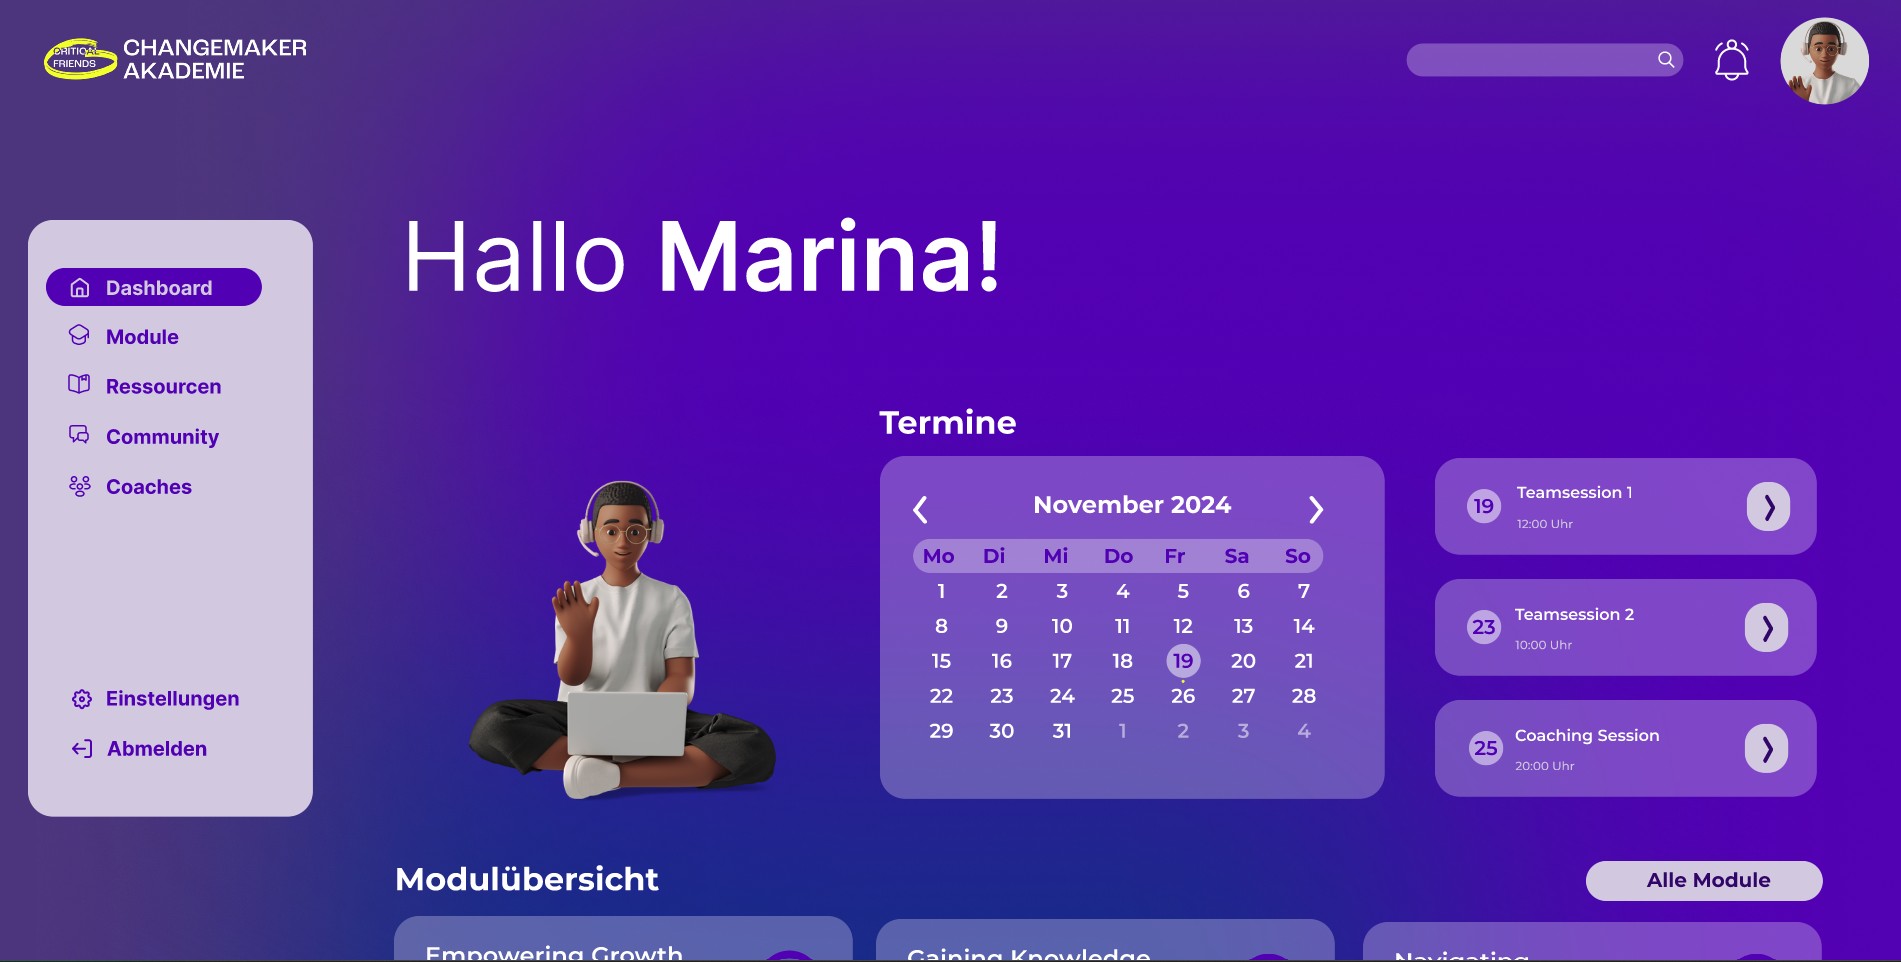 CRITICAL
FRIENDS
CHANGEMAKER
AKADEMIE
Hallo Marina!
Dashboard
Module
Ressourcen
Community
Coaches
Einstellungen
Abmelden
Termine
November 2024
Mo Di Mi Do Fr Sa So
1 2 3 4 5 6 7
8 9 10 11 12 13 14
15 16 17 18 19 20 21
22 23 24 25 26 27 28
29 30 31 1 2 3 4
19
Teamsession 1
12:00 Uhr
23
Teamsession 2
10:00 Uhr
25
Coaching Session
20:00 Uhr
Modulübersicht
Alle Module
Empowering Growth
Gaining Knowledge
Navigating